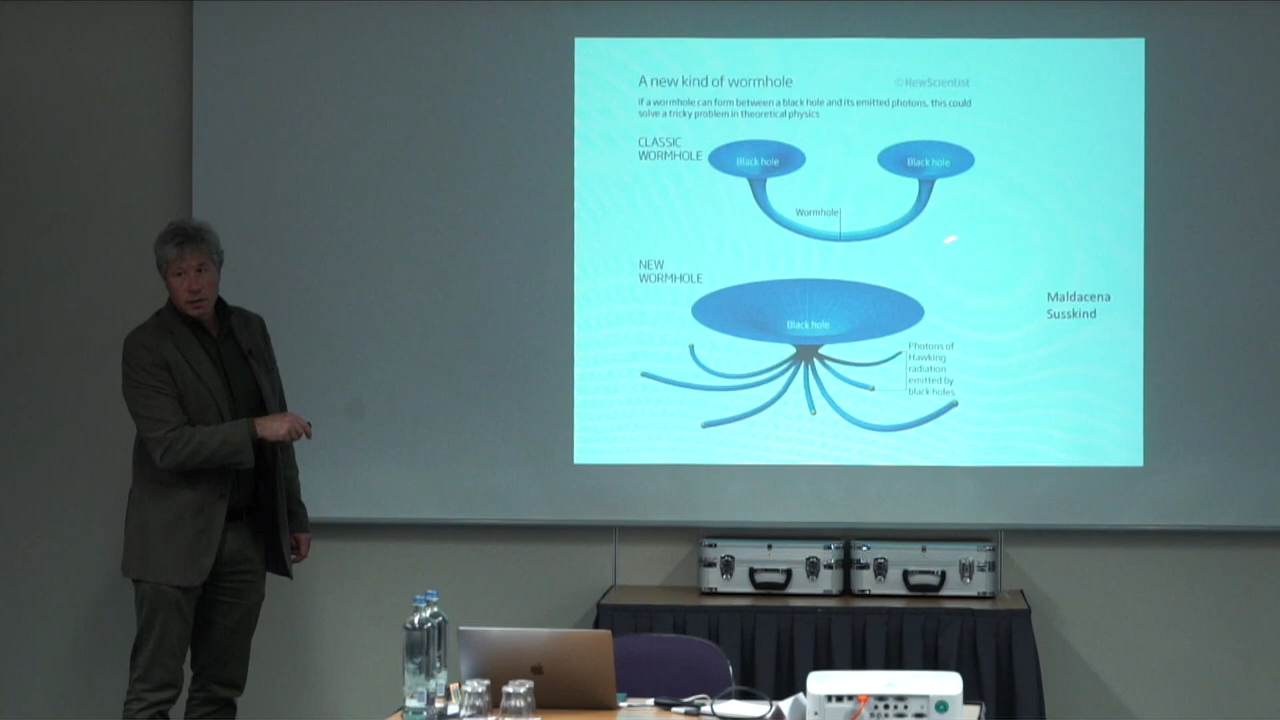 A new kind of wormhole
©NewScientist
If a wormhole can form between a black hole and its emitted photons, this could
solve a tricky problem in theoretical physics
CLASSIC
WORMHOLE
Black hole
Black hole
Wormhole
NEW
WORMHOLE
Black hole
Maldacena
Susskind
Photons of
Hawking
radiation
emitted by
black holes